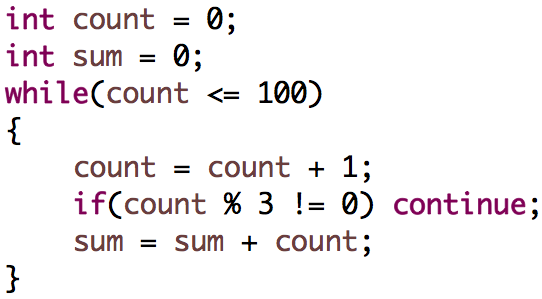 int count = 0;
int sum = 0;
while(count <= 100)
{
    count = count + 1;
    if(count % 3 != 0) continue;
    sum = sum + count;
}